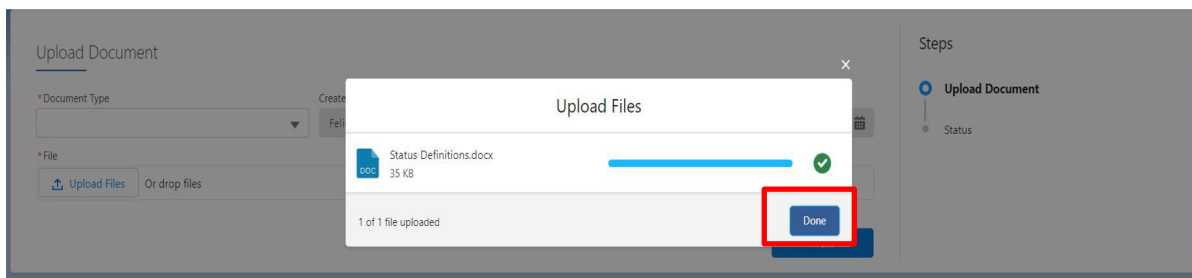 Upload Document
Steps
Upload Files
* Document Type
Create
Upload Document
Feli
Status
* File
Status Definitions.docx
DOC
35 KB
Upload Files
Or drop files
1 of 1 file uploaded
Done